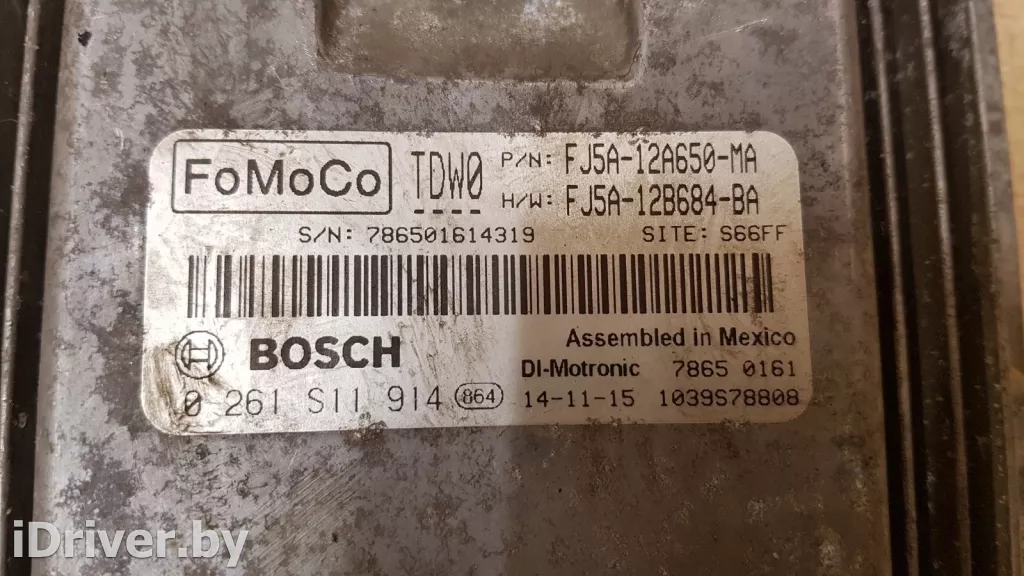 FoMoCo TDW0 P/N: FJ5A-12A650-MA
H/W: FJ5A-12B684-BA
S/N: 786501614319 SITE: S66FF
BOSCH Assembled in Mexico
DI-Motronic 7865 0161
0 261 S11 914 864 14-11-15 1039S78808
iDriver.by